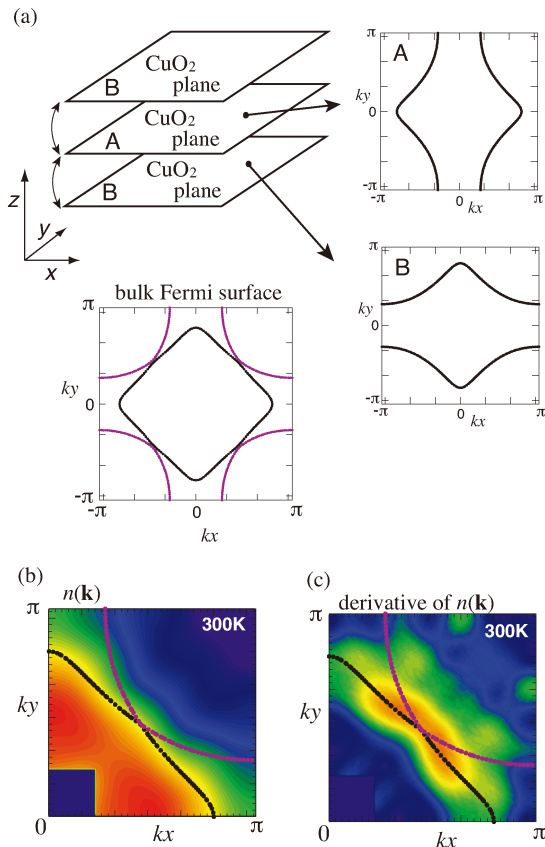 (a)
CuO2
plane
B
CuO2
plane
A
CuO2
plane
B
z
y
x
A
π
ky
0
-π
-π
0
kx
π
B
π
ky
0
-π
-π
0
kx
π
bulk Fermi surface
π
ky
0
-π
-π
0
π
kx
(b)
n(k)
π
300K
ky
0
kx
π
(c)
derivative of n(k)
π
300K
ky
0
kx
π